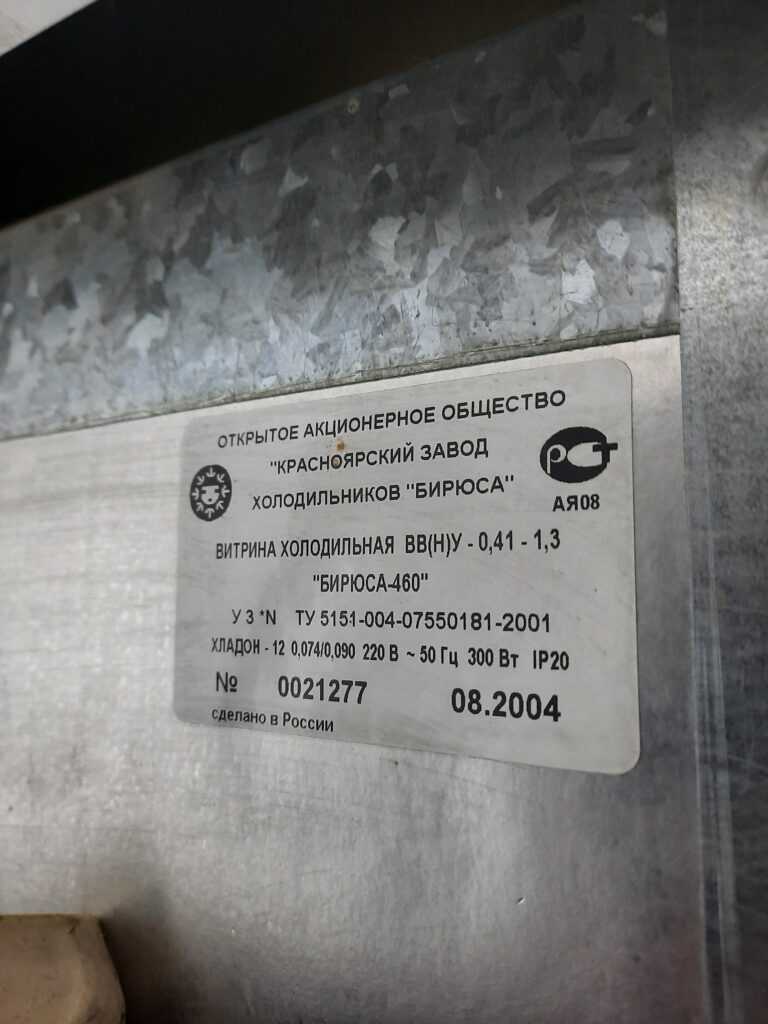 ОТКРЫТОЕ АКЦИОНЕРНОЕ ОБЩЕСТВО
"КРАСНОЯРСКИЙ ЗАВОД
ХОЛОДИЛЬНИКОВ "БИРЮСА"
РСТ
АЯ08
ВИТРИНА ХОЛОДИЛЬНАЯ ВВ(Н)У - 0,41 - 1,3
"БИРЮСА-460"
У 3 *N ТУ 5151-004-07550181-2001
ХЛАДОН - 12 0,074/0,090 220 В ~ 50 Гц 300 Вт IP20
№ 0021277 08.2004
сделано в России